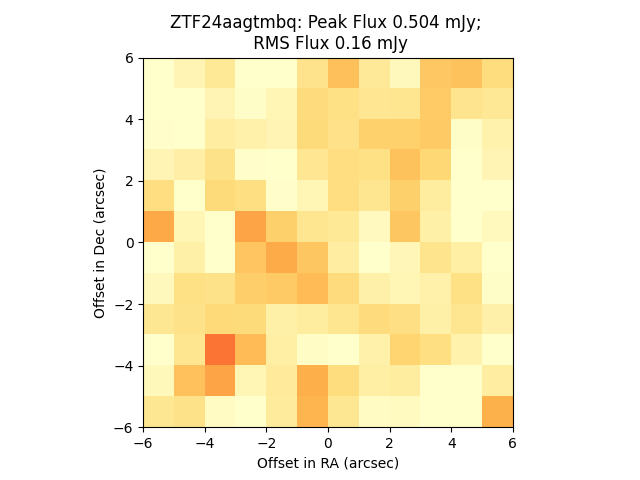 ZTF24aagtmbq: Peak Flux 0.504 mJy;
RMS Flux 0.16 mJy
6
4
2
0
−2
−4
−6
Offset in Dec (arcsec)
−6 −4 −2 0 2 4 6
Offset in RA (arcsec)